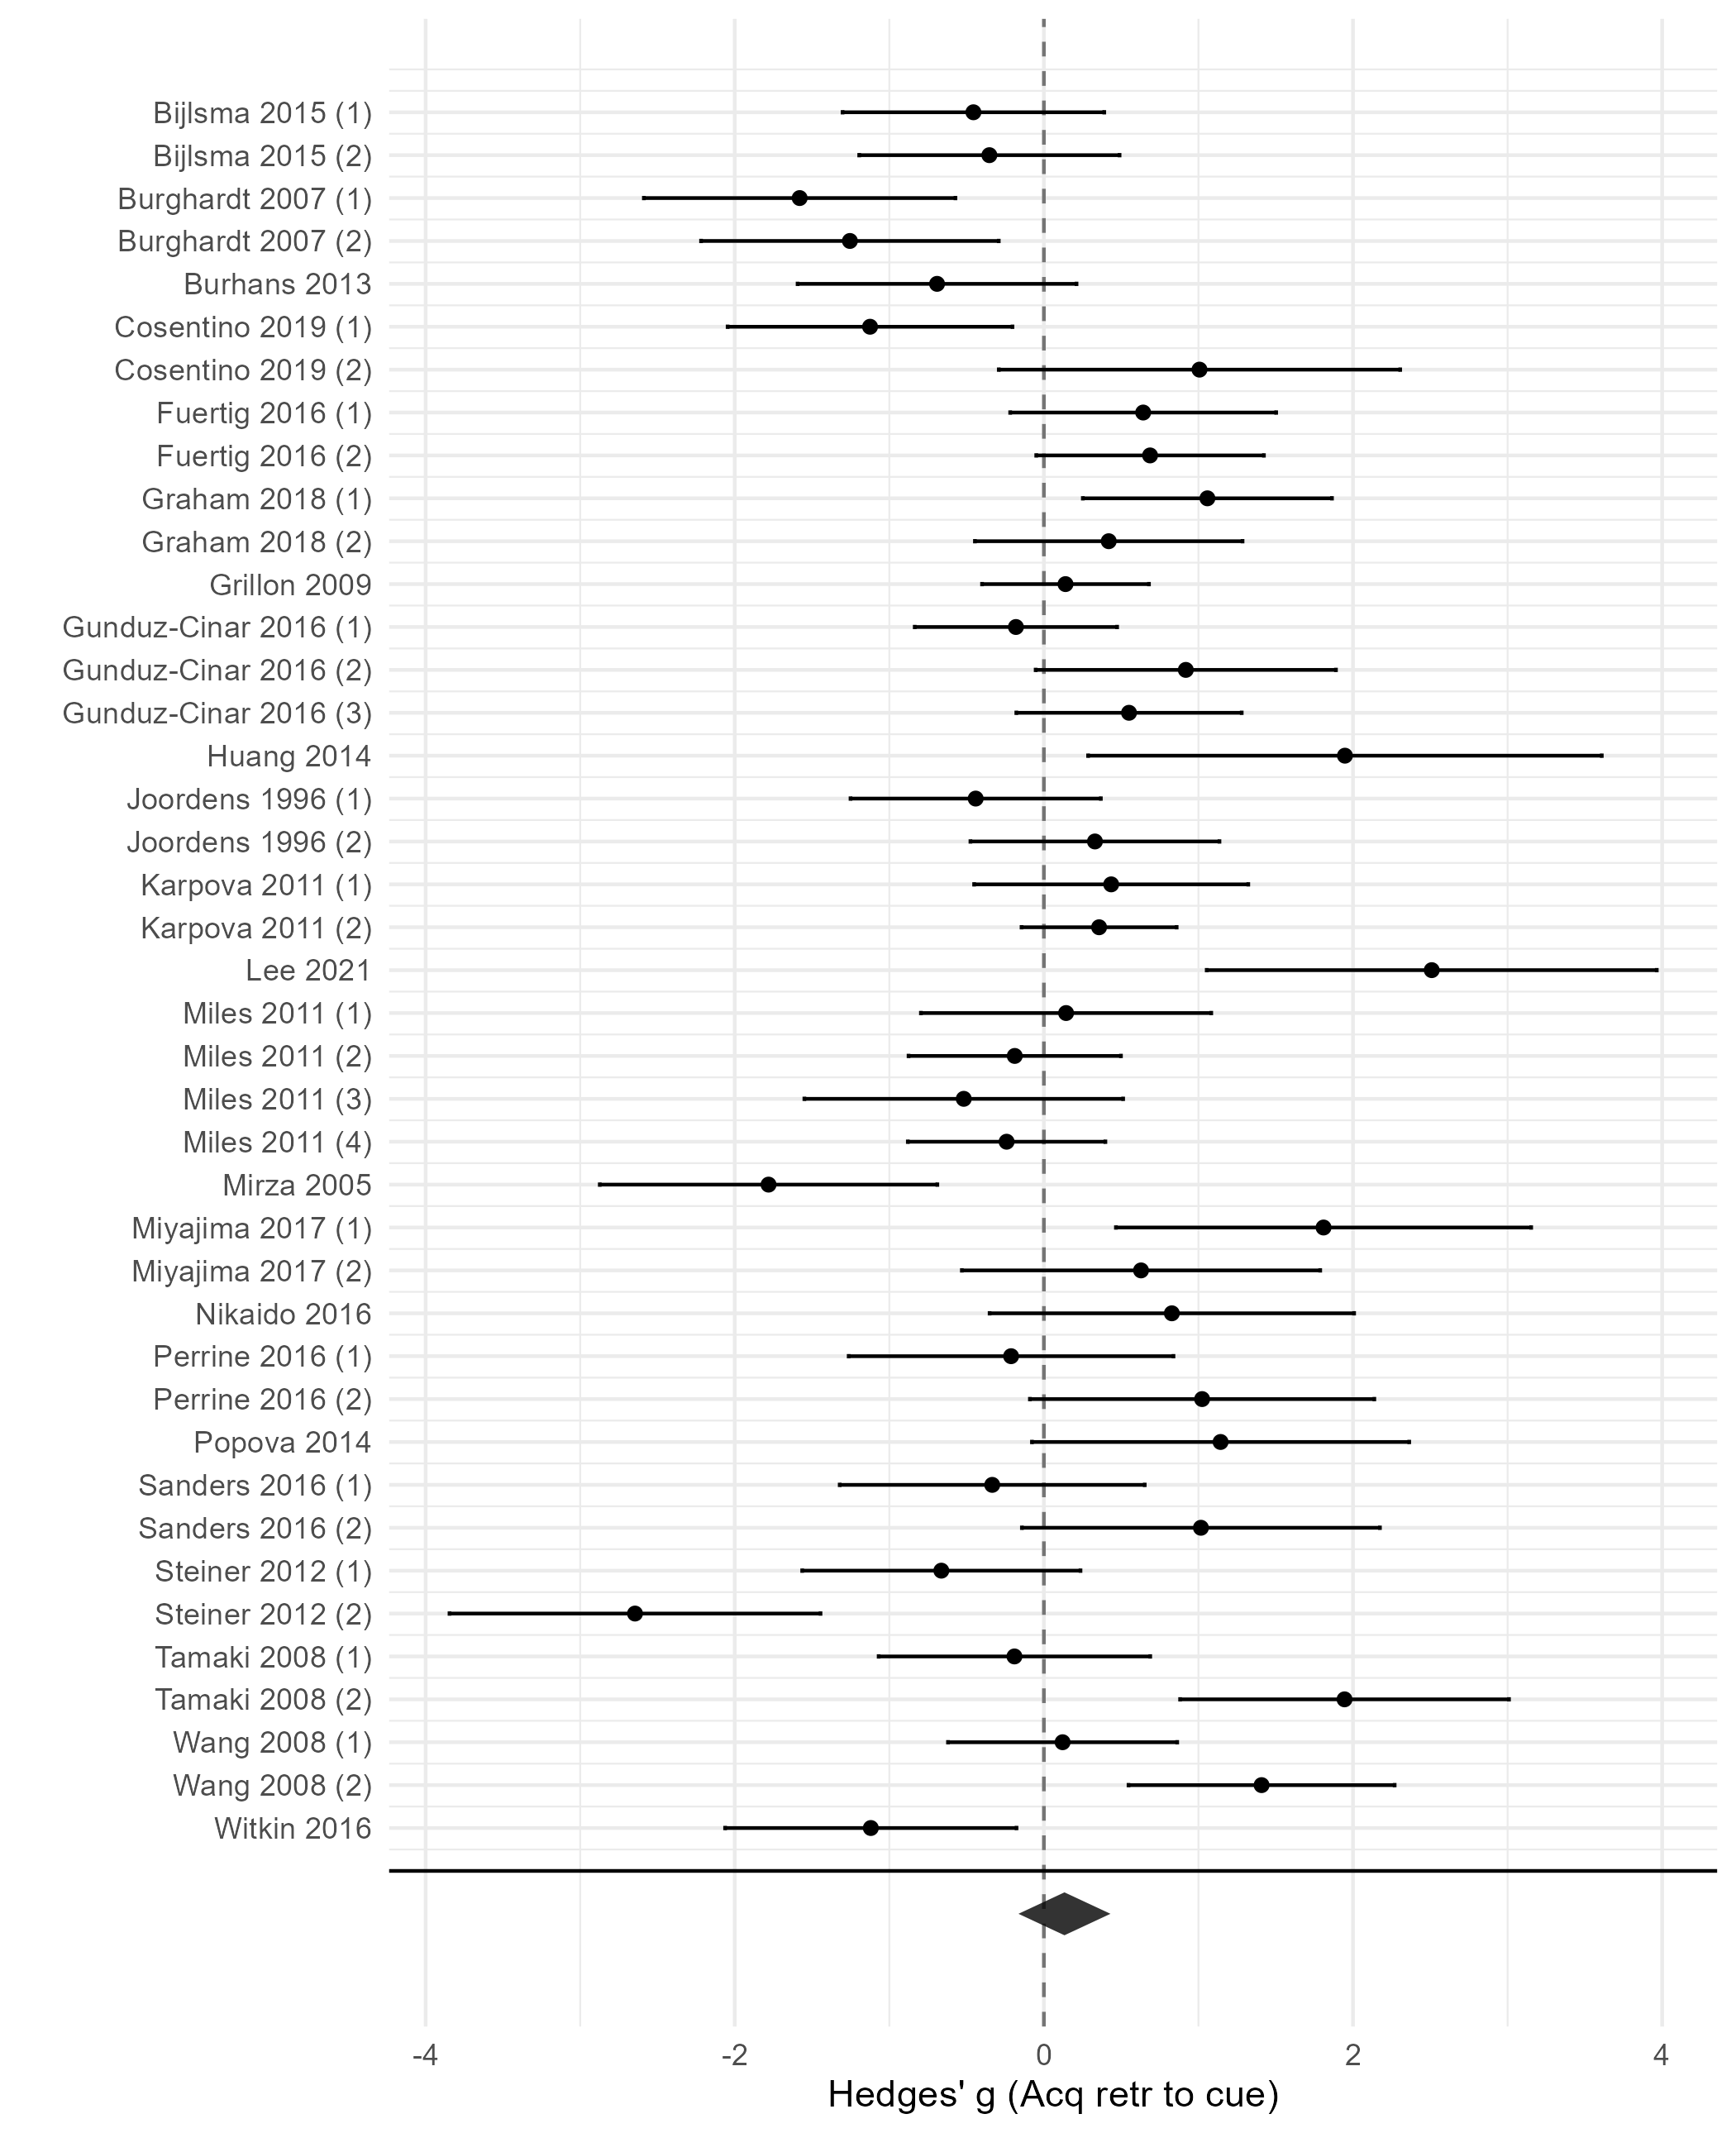 Bijlsma 2015 (1)
Bijlsma 2015 (2)
Burghardt 2007 (1)
Burghardt 2007 (2)
Burhans 2013
Cosentino 2019 (1)
Cosentino 2019 (2)
Fuertig 2016 (1)
Fuertig 2016 (2)
Graham 2018 (1)
Graham 2018 (2)
Grillon 2009
Gunduz-Cinar 2016 (1)
Gunduz-Cinar 2016 (2)
Gunduz-Cinar 2016 (3)
Huang 2014
Joordens 1996 (1)
Joordens 1996 (2)
Karpova 2011 (1)
Karpova 2011 (2)
Lee 2021
Miles 2011 (1)
Miles 2011 (2)
Miles 2011 (3)
Miles 2011 (4)
Mirza 2005
Miyajima 2017 (1)
Miyajima 2017 (2)
Nikaido 2016
Perrine 2016 (1)
Perrine 2016 (2)
Popova 2014
Sanders 2016 (1)
Sanders 2016 (2)
Steiner 2012 (1)
Steiner 2012 (2)
Tamaki 2008 (1)
Tamaki 2008 (2)
Wang 2008 (1)
Wang 2008 (2)
Witkin 2016
-4 -2 0 2 4
Hedges' g (Acq retr to cue)